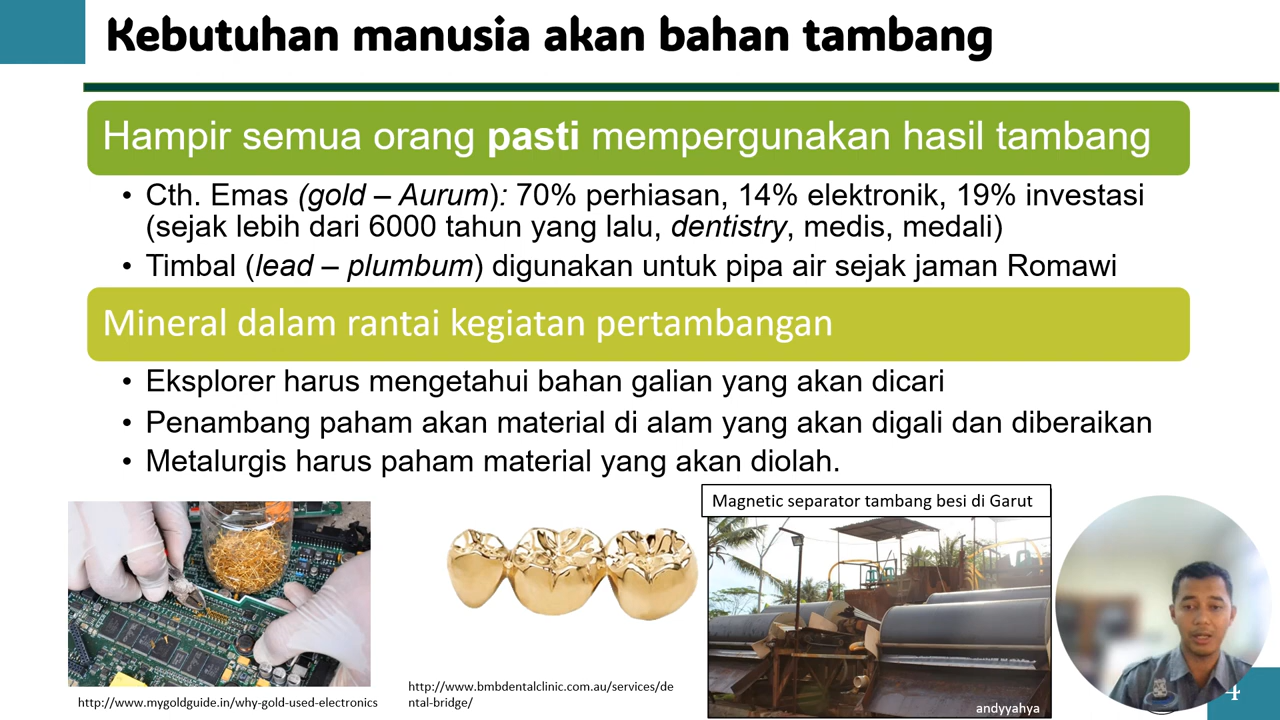 Kebutuhan manusia akan bahan tambang
Hampir semua orang pasti mempergunakan hasil tambang
• Cth. Emas (gold – Aurum): 70% perhiasan, 14% elektronik, 19% investasi
(sejak lebih dari 6000 tahun yang lalu, dentistry, medis, medali)
• Timbal (lead – plumbum) digunakan untuk pipa air sejak jaman Romawi
Mineral dalam rantai kegiatan pertambangan
• Eksplorer harus mengetahui bahan galian yang akan dicari
• Penambang paham akan material di alam yang akan digali dan diberaikan
• Metalurgis harus paham material yang akan diolah.
Magnetic separator tambang besi di Garut
http://www.mygoldguide.in/why-gold-used-electronics
http://www.bmbdentalclinic.com.au/services/de
ntal-bridge/
andyyahya
4